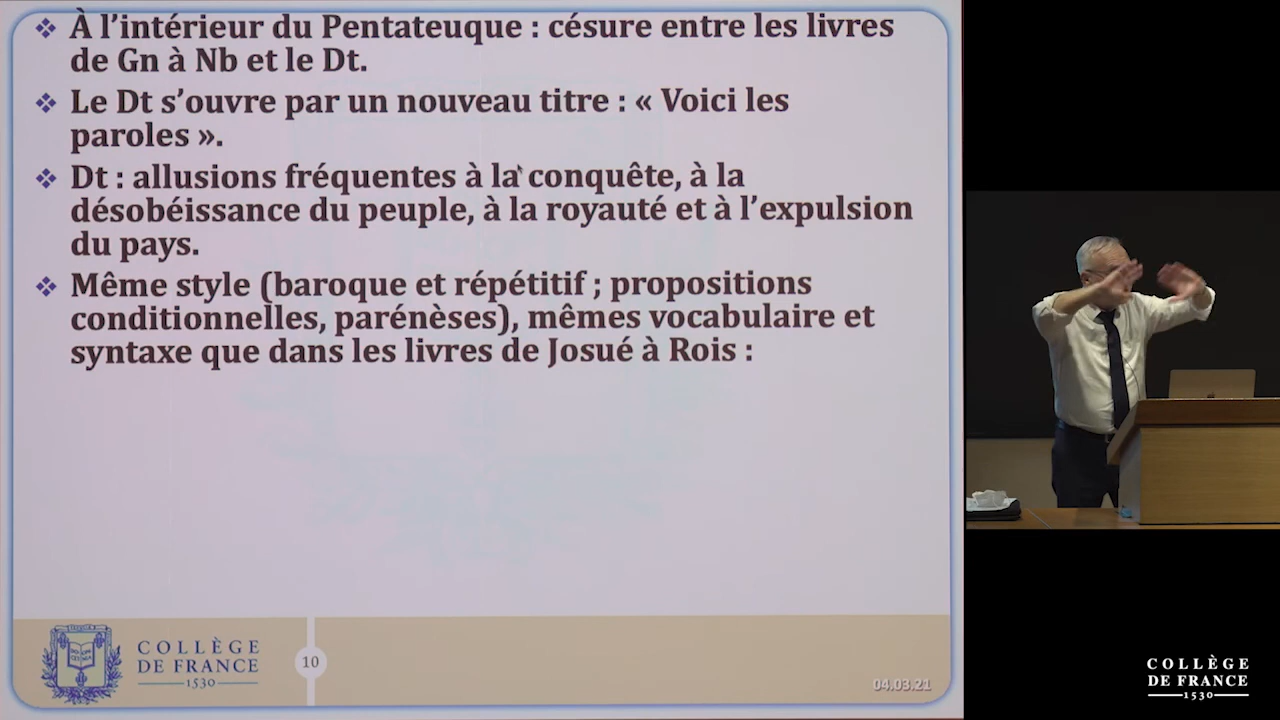 ❖ À l’intérieur du Pentateuque : césure entre les livres
de Gn à Nb et le Dt.
❖ Le Dt s’ouvre par un nouveau titre : « Voici les
paroles ».
❖ Dt : allusions fréquentes à la conquête, à la
désobéissance du peuple, à la royauté et à l’expulsion
du pays.
❖ Même style (baroque et répétitif ; propositions
conditionnelles, parénèses), mêmes vocabulaire et
syntaxe que dans les livres de Josué à Rois :
COLLÈGE
DE FRANCE
1530
10
04.03.21
COLLÈGE
DE FRANCE
1530